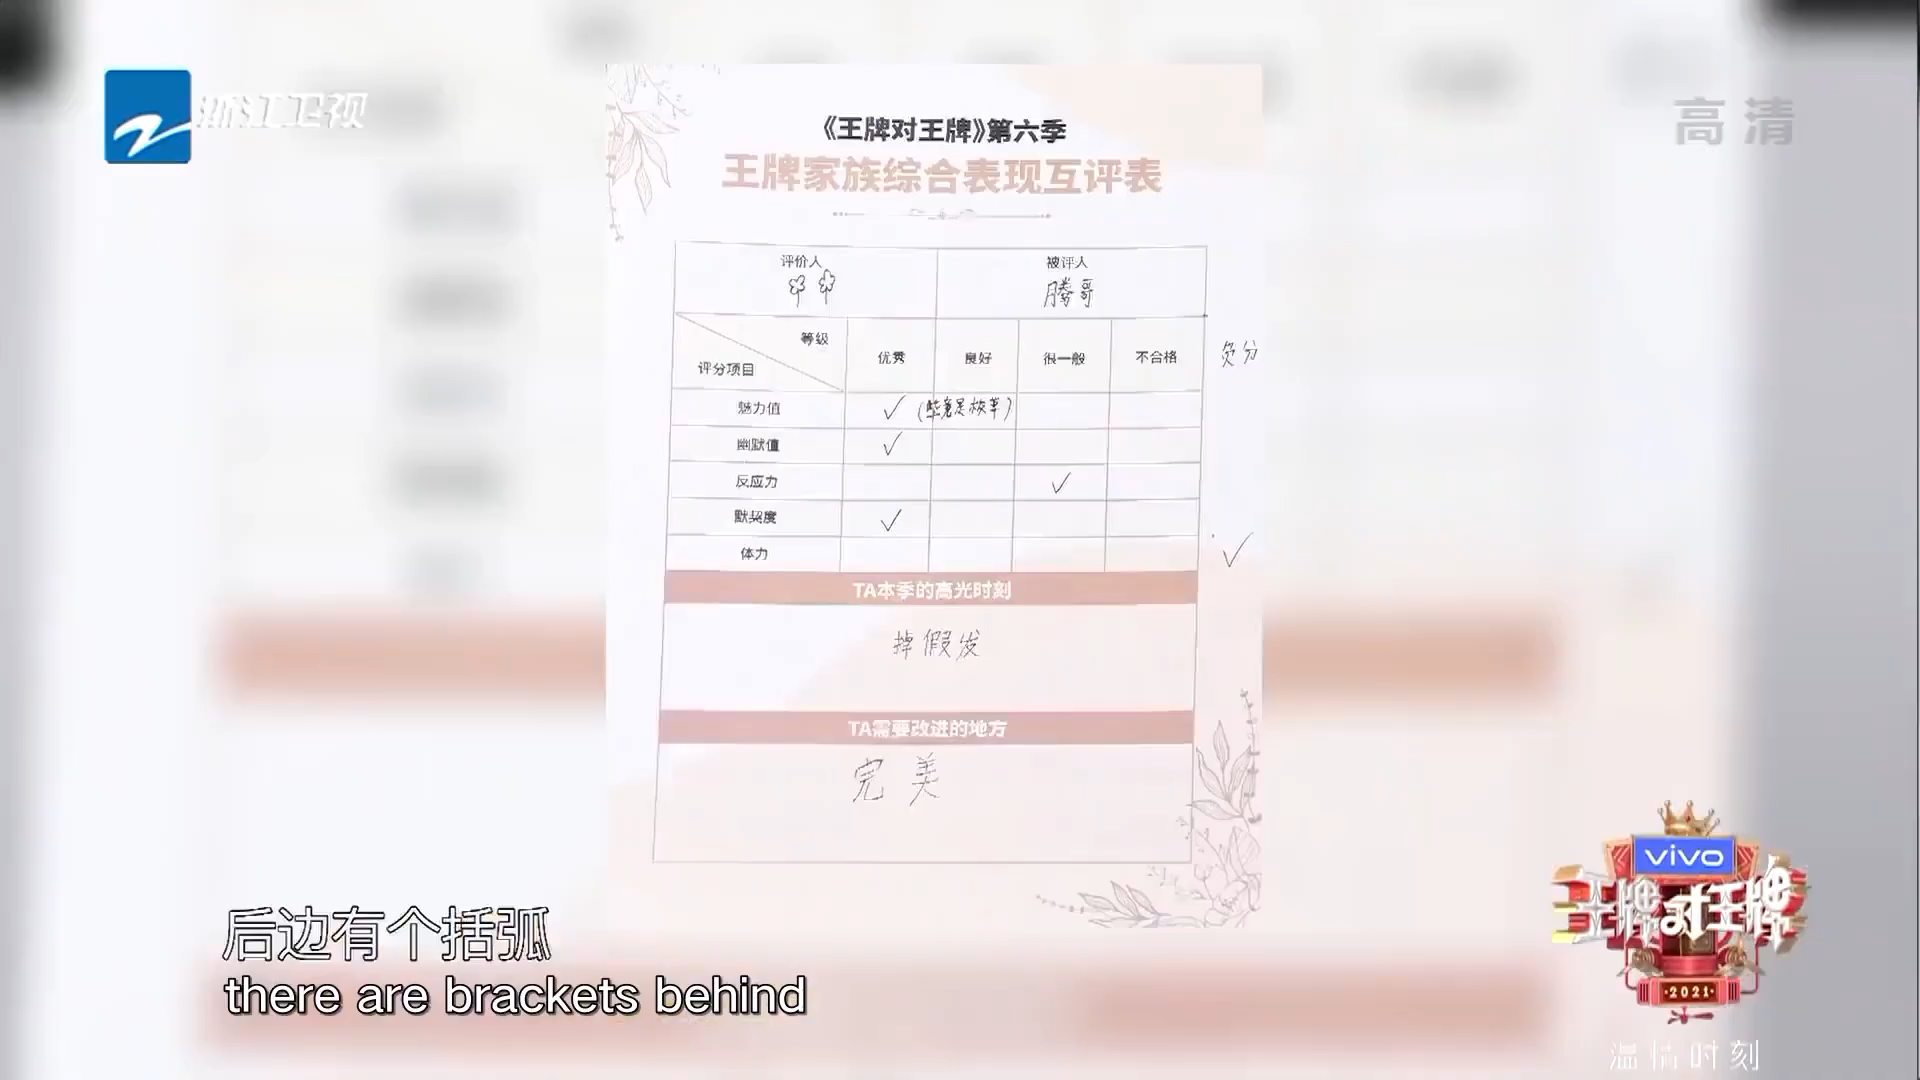 浙江卫视
高清
《王牌对王牌》第六季
王牌家族综合表现互评表
评价人
被评人
腾哥
等级
评分项目
优秀
良好
很一般
不合格
负分
魅力值
✓
(毕竟是校草)
幽默值
✓
反应力
✓
默契度
✓
体力
✓
TA本季的高光时刻
掉假发
TA需要改进的地方
完美
后边有个括弧
there are brackets behind
vivo
王牌对王牌
2021
温情时刻